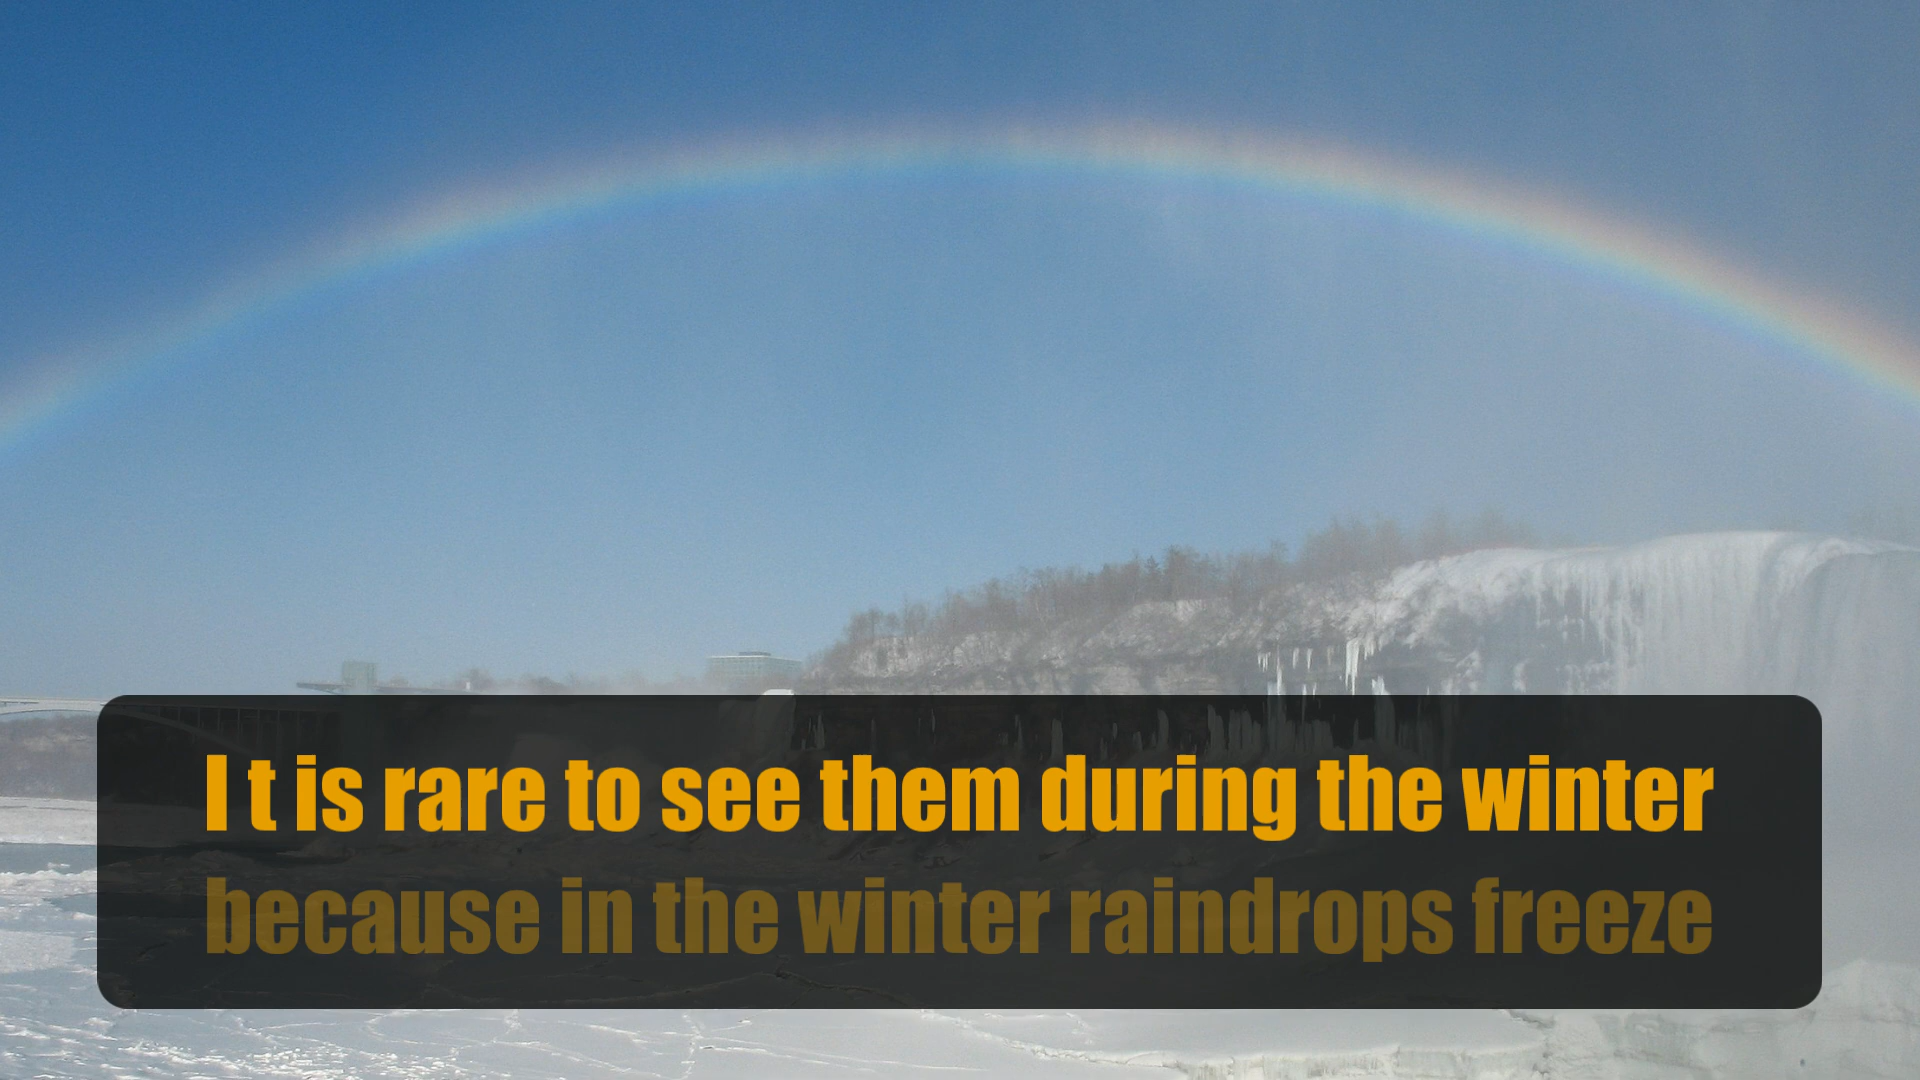 I t is rare to see them during the winter
because in the winter raindrops freeze